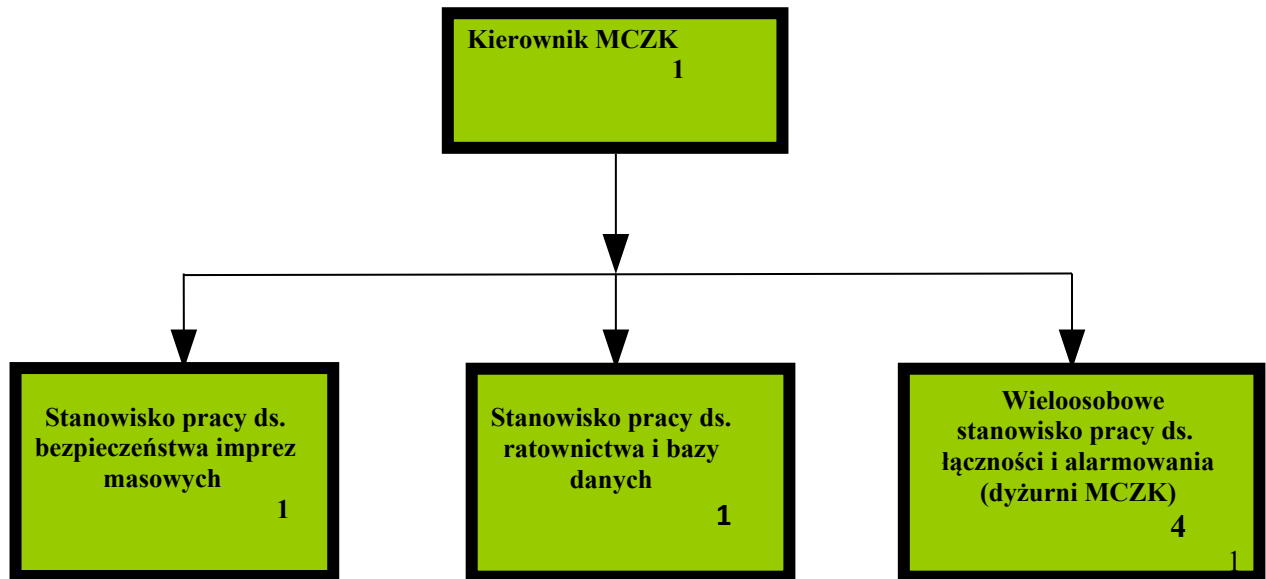 Kierownik MCZK
1
Stanowisko pracy ds.
bezpieczeństwa imprez
masowych
1
Stanowisko pracy ds.
ratownictwa i bazy
danych
1
Wieloosobowe
stanowisko pracy ds.
łączności i alarmowania
(dyżurni MCZK)
4
1